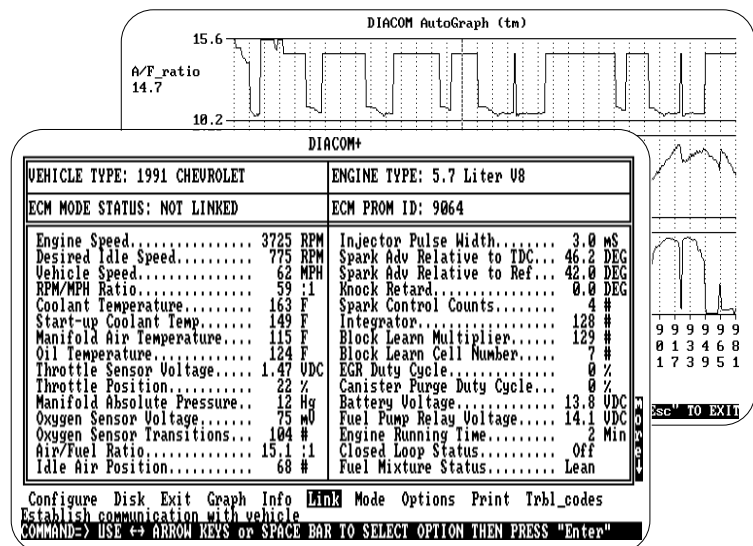 DIACOM AutoGraph (tm)
15.6
A/F_ratio
14.7
10.2
DIACOM+
VEHICLE TYPE: 1991 CHEVROLET
ENGINE TYPE: 5.7 Liter V8
ECM MODE STATUS: NOT LINKED
ECM PROM ID: 9064
Engine Speed................ 3725 RPM
Desired Idle Speed.......... 775 RPM
Vehicle Speed............... 62 MPH
RPM/MPH Ratio............... 59 :1
Coolant Temperature......... 163 F
Start-up Coolant Temp....... 149 F
Manifold Air Temperature.... 115 F
Oil Temperature............. 124 F
Throttle Sensor Voltage.... 1.47 VDC
Throttle Position........... 22 %
Manifold Absolute Pressure.. 12 Hg
Oxygen Sensor Voltage....... 75 mV
Oxygen Sensor Transitions... 104 #
Air/Fuel Ratio............. 15.1 :1
Idle Air Position........... 68 #
Injector Pulse Width........ 3.0 mS
Spark Adv Relative to TDC... 46.2 DEG
Spark Adv Relative to Ref... 42.0 DEG
Knock Retard................ 0.0 DEG
Spark Control Counts........ 4 #
Integrator.................. 128 #
Block Learn Multiplier...... 129 #
Block Learn Cell Number..... 7 #
EGR Duty Cycle.............. 0 %
Canister Purge Duty Cycle... 0 %
Battery Voltage............. 13.8 VDC
Fuel Pump Relay Voltage..... 14.1 VDC
Engine Running Time......... 2 Min
Closed Loop Status.......... Off
Fuel Mixture Status......... Lean
More↓
9 9 9 9 9 9
0 1 2 3 4 6 8
1 7 3 9 5 1
Esc" TO EXIT
Configure Disk Exit Graph Info Link Mode Options Print Trbl_codes
Establish communication with vehicle
COMMAND=> USE ↔ ARROW KEYS or SPACE BAR TO SELECT OPTION THEN PRESS "Enter"